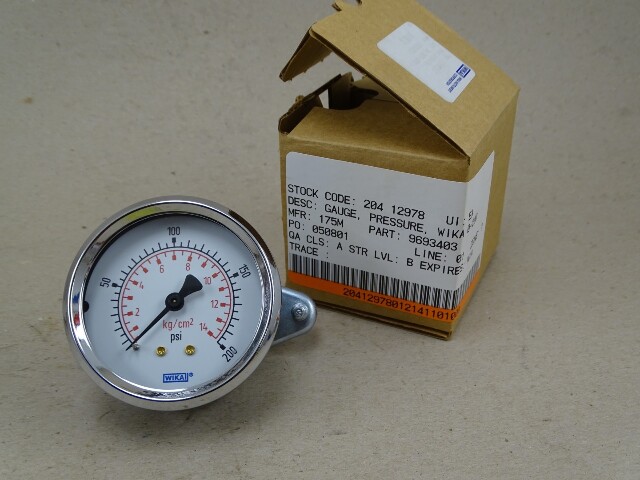 STOCK CODE: 204 12978 UI:
DESC: GAUGE, PRESSURE, WIKA
MFR: 175M PART: 9693403
PO: 050801 LINE:
QA CLS: A STR LVL: B EXPIRE
TRACE :
50
100
150
200
2
4
6
8
10
14
kg/cm2
psi
WIKA®